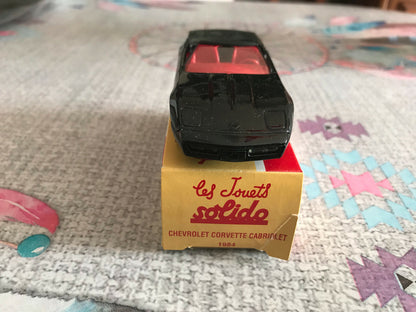 Les Jouets
solido
CHEVROLET CORVETTE CABRIOLET
1984